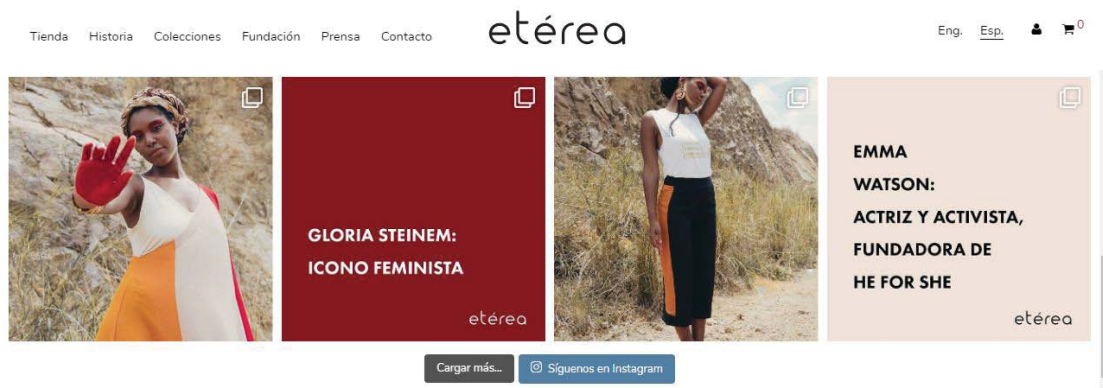 Tienda Historia Colecciones Fundación Prensa Contacto etérea Eng. Esp. 0
GLORIA STEINEM:
ICONO FEMINISTA
etérea
EMMA
WATSON:
ACTRIZ Y ACTIVISTA,
FUNDADORA DE
HE FOR SHE
etérea
Cargar más... Síguenos en Instagram